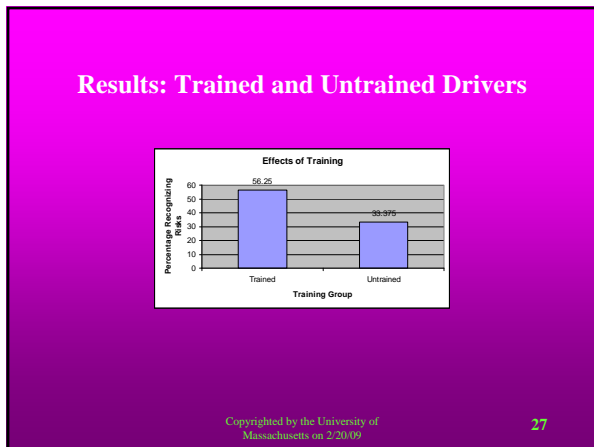 Results: Trained and Untrained Drivers
Effects of Training
Percentage Recognizing
Risks
60
50
40
30
20
10
0
56.25
33.375
Trained
Untrained
Training Group
Copyrighted by the University of
Massachusetts on 2/20/09
27